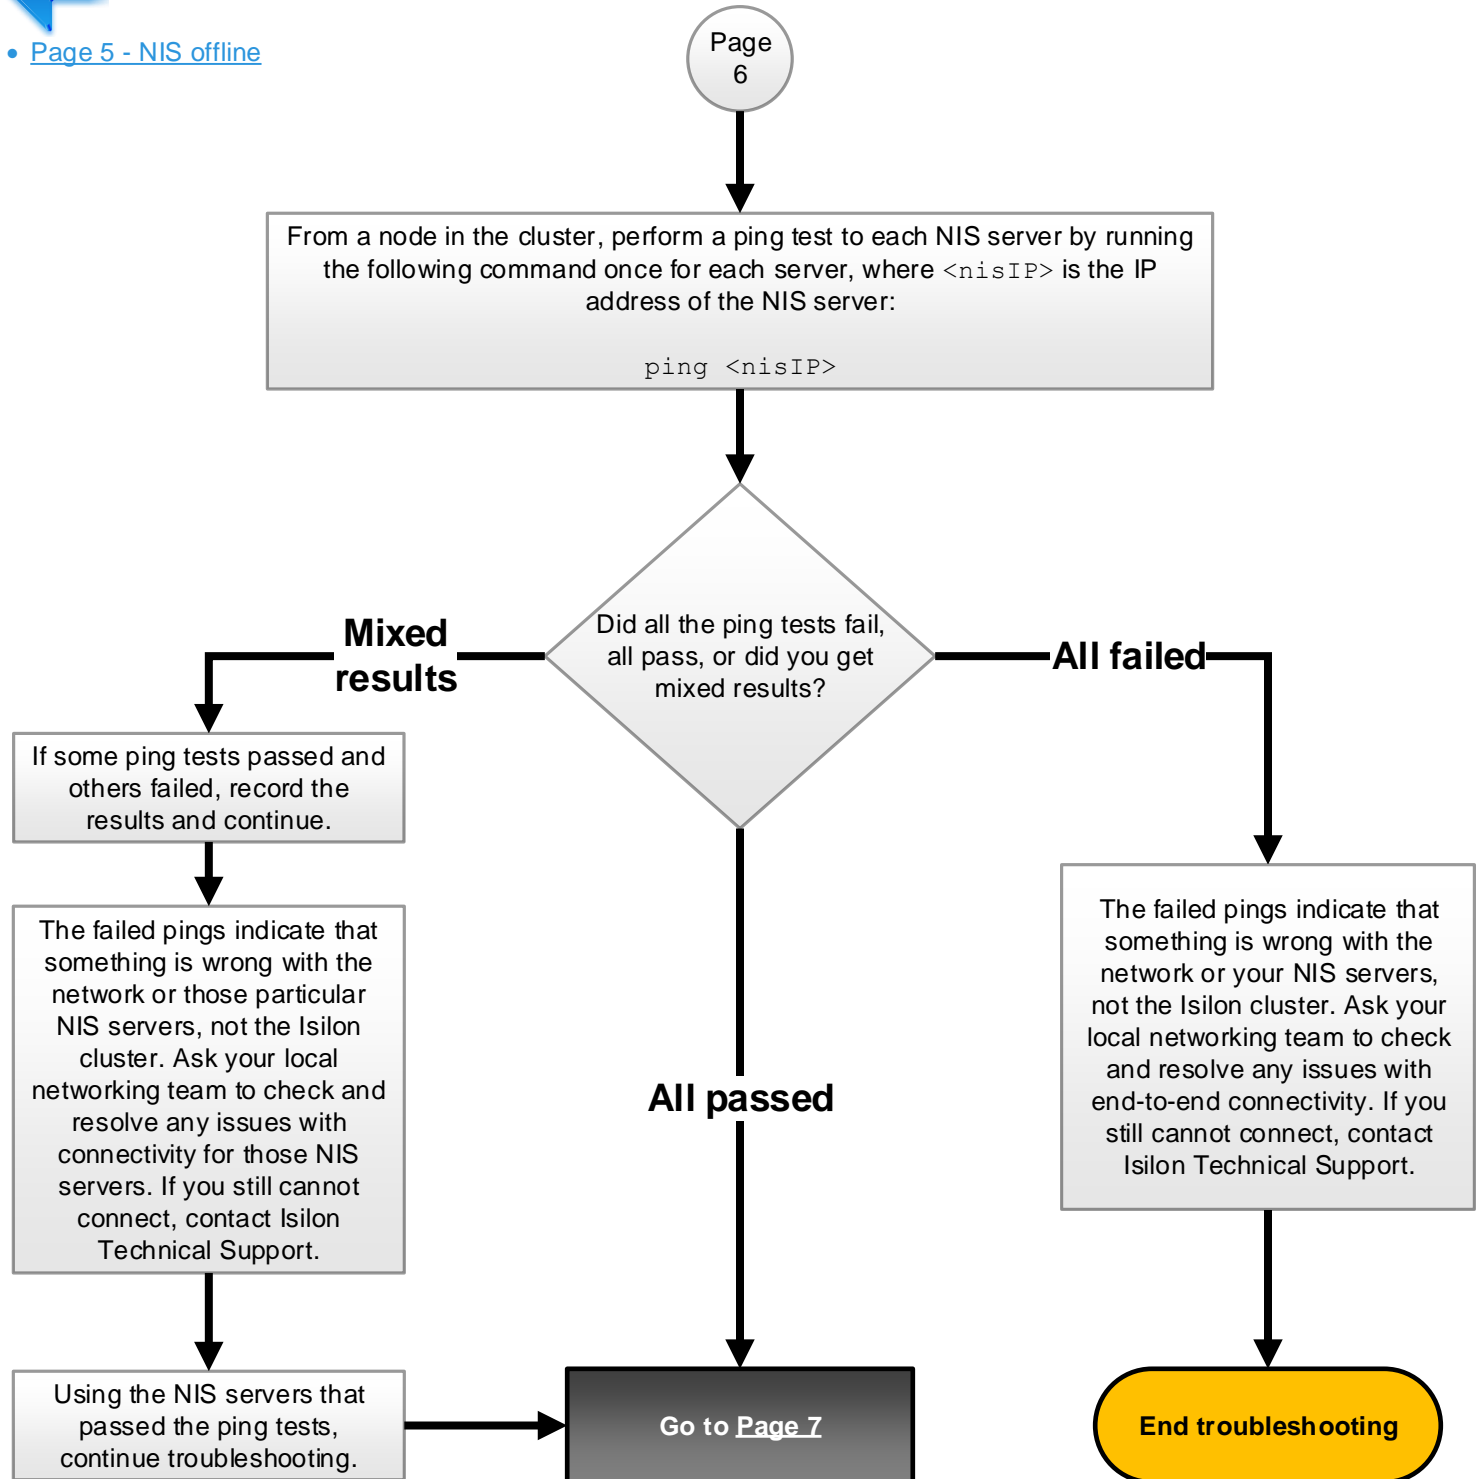 • Page 5 - NIS offline
Page
6
From a node in the cluster, perform a ping test to each NIS server by running
the following command once for each server, where <nisIP> is the IP
address of the NIS server:
ping <nisIP>
Did all the ping tests fail,
all pass, or did you get
mixed results?
Mixed
results
All failed
All passed
If some ping tests passed and
others failed, record the
results and continue.
The failed pings indicate that
something is wrong with the
network or those particular
NIS servers, not the Isilon
cluster. Ask your local
networking team to check and
resolve any issues with
connectivity for those NIS
servers. If you still cannot
connect, contact Isilon
Technical Support.
The failed pings indicate that
something is wrong with the
network or your NIS servers,
not the Isilon cluster. Ask your
local networking team to check
and resolve any issues with
end-to-end connectivity. If you
still cannot connect, contact
Isilon Technical Support.
Using the NIS servers that
passed the ping tests,
continue troubleshooting.
Go to Page 7
End troubleshooting